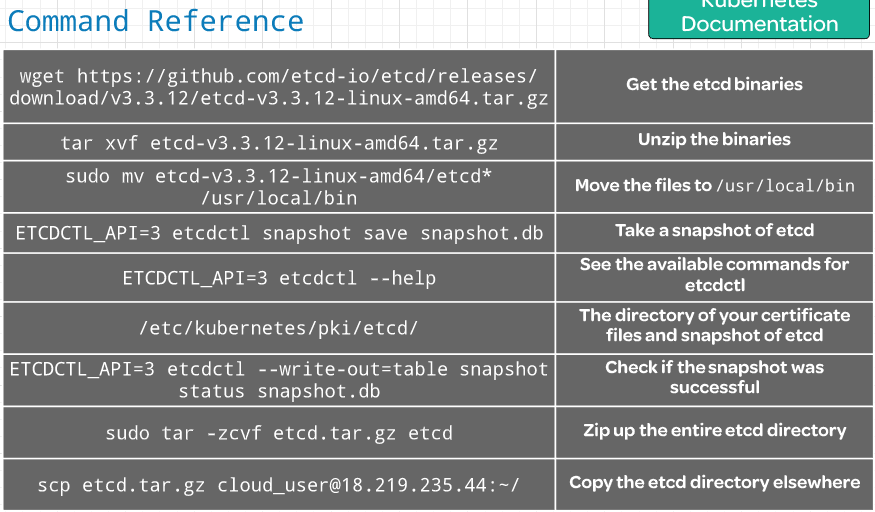 Command Reference
Kubernetes
Documentation
wget https://github.com/etcd-io/etcd/releases/
download/v3.3.12/etcd-v3.3.12-linux-amd64.tar.gz
Get the etcd binaries
tar xvf etcd-v3.3.12-linux-amd64.tar.gz
Unzip the binaries
sudo mv etcd-v3.3.12-linux-amd64/etcd*
/usr/local/bin
Move the files to /usr/local/bin
ETCDCTL_API=3 etcdctl snapshot save snapshot.db
Take a snapshot of etcd
ETCDCTL_API=3 etcdctl --help
See the available commands for
etcdctl
/etc/kubernetes/pki/etcd/
The directory of your certificate
files and snapshot of etcd
ETCDCTL_API=3 etcdctl --write-out=table snapshot
status snapshot.db
Check if the snapshot was
successful
sudo tar -zcvf etcd.tar.gz etcd
Zip up the entire etcd directory
scp etcd.tar.gz cloud_user@18.219.235.44:~/
Copy the etcd directory elsewhere